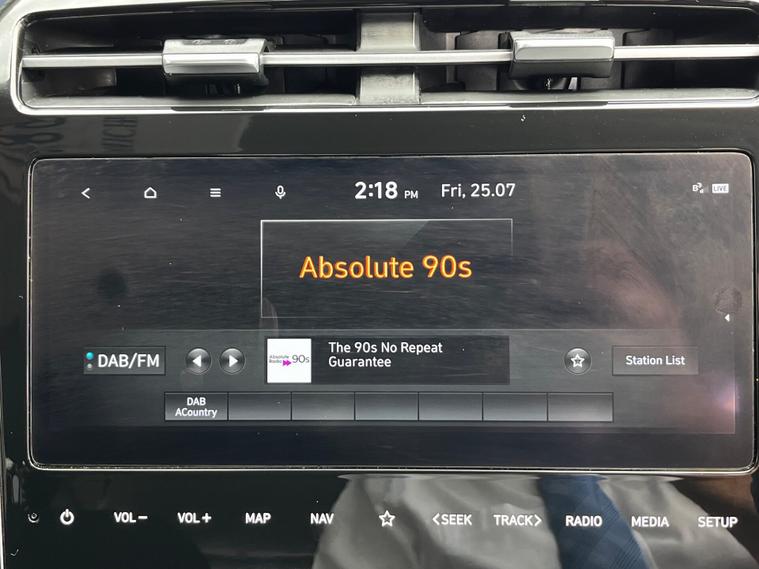 2:18 PM Fri, 25.07
LIVE
Absolute 90s
DAB/FM
Absolute
Radio 90s
The 90s No Repeat
Guarantee
Station List
DAB
ACountry
VOL− VOL+ MAP NAV SEEK TRACK RADIO MEDIA SETUP